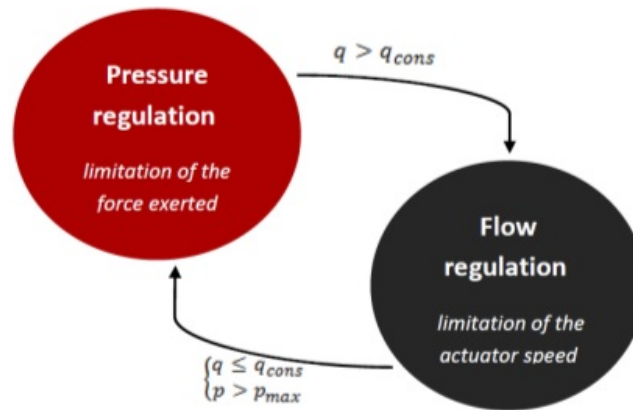 Pressure
regulation
limitation of the
force exerted
q > q_cons
Flow
regulation
limitation of the
actuator speed
{q ≤ q_cons
{p > p_max